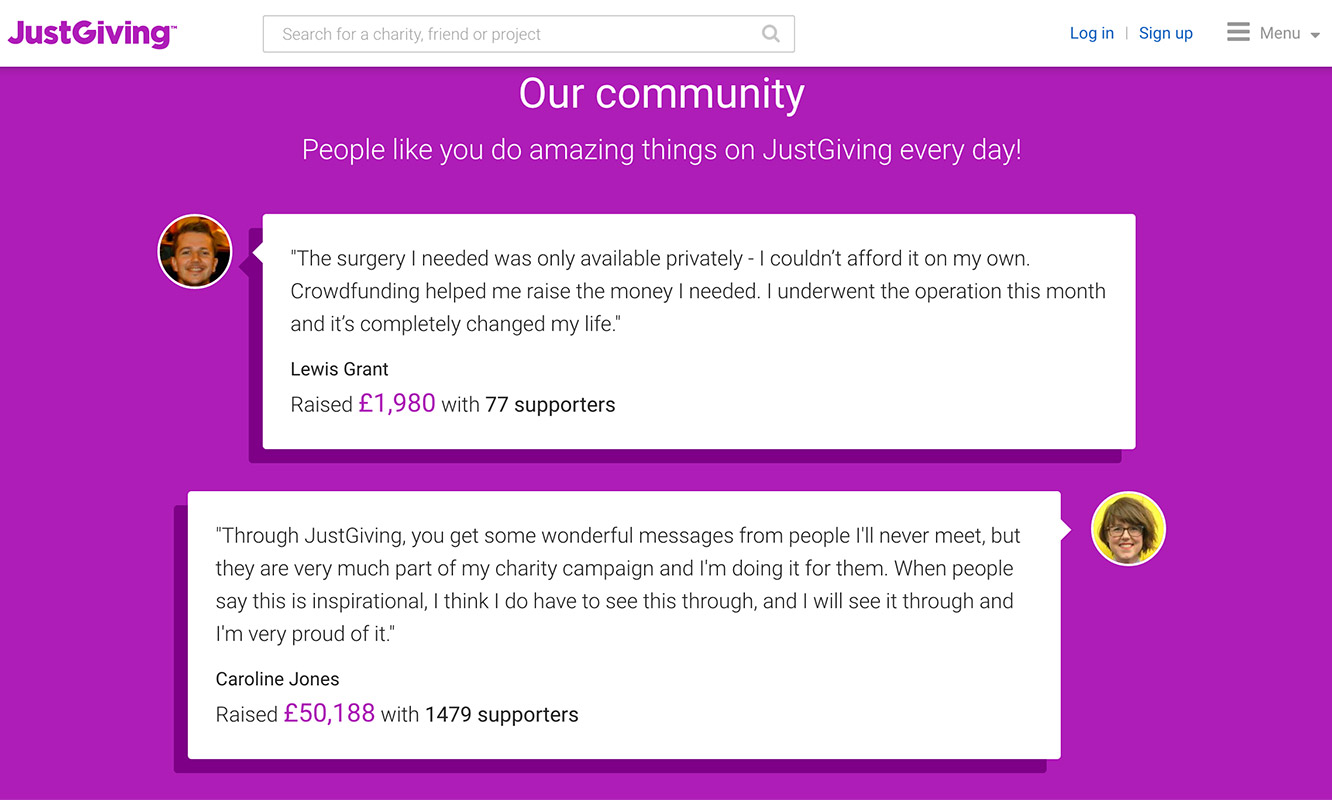 JustGiving™
Search for a charity, friend or project
Log in | Sign up
Menu
Our community
People like you do amazing things on JustGiving every day!
"The surgery I needed was only available privately - I couldn’t afford it on my own.
Crowdfunding helped me raise the money I needed. I underwent the operation this month
and it’s completely changed my life."
Lewis Grant
Raised £1,980 with 77 supporters
"Through JustGiving, you get some wonderful messages from people I'll never meet, but
they are very much part of my charity campaign and I'm doing it for them. When people
say this is inspirational, I think I do have to see this through, and I will see it through and
I'm very proud of it."
Caroline Jones
Raised £50,188 with 1479 supporters